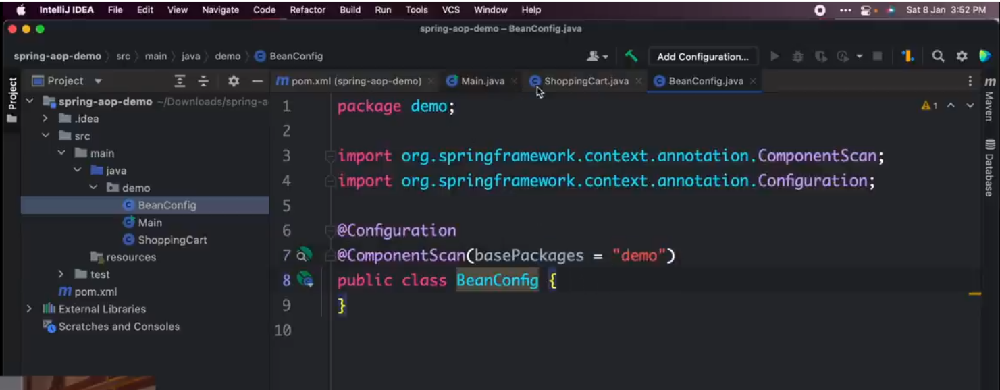 IntelliJ IDEA File Edit View Navigate Code Refactor Build Run Tools VCS Window Help Sat 8 Jan 3:52 PM
spring-aop-demo – BeanConfig.java
spring-aop-demo src main java demo BeanConfig Add Configuration...
Project pom.xml (spring-aop-demo) Main.java ShoppingCart.java BeanConfig.java
Project
Maven
Database
spring-aop-demo ~/Downloads/spring-a
.idea
src
main
java
demo
BeanConfig
Main
ShoppingCart
resources
test
pom.xml
External Libraries
Scratches and Consoles
1 package demo;
1
2
3 import org.springframework.context.annotation.ComponentScan;
4 import org.springframework.context.annotation.Configuration;
5
6 @Configuration
7 @ComponentScan(basePackages = "demo")
8 public class BeanConfig {
9 }
10